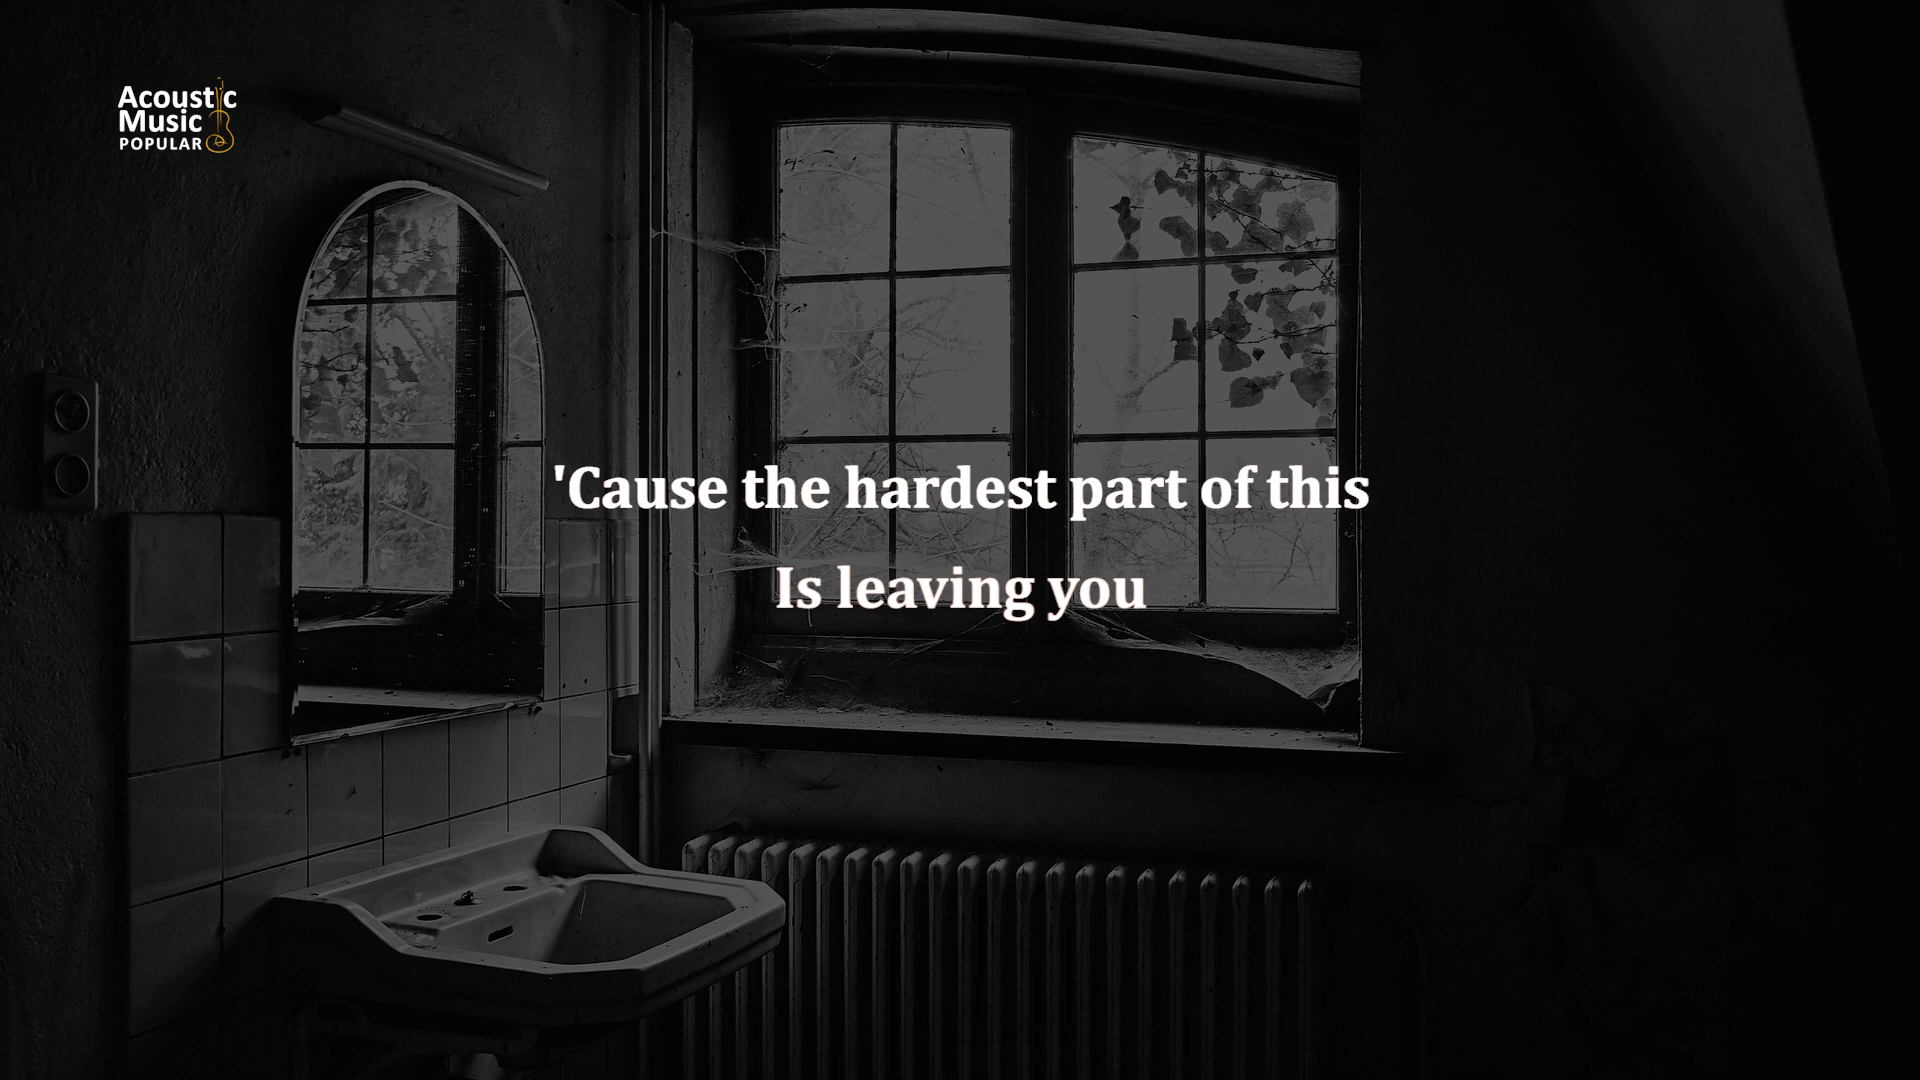 Acoustic
Music
POPULAR
'Cause the hardest part of this
Is leaving you